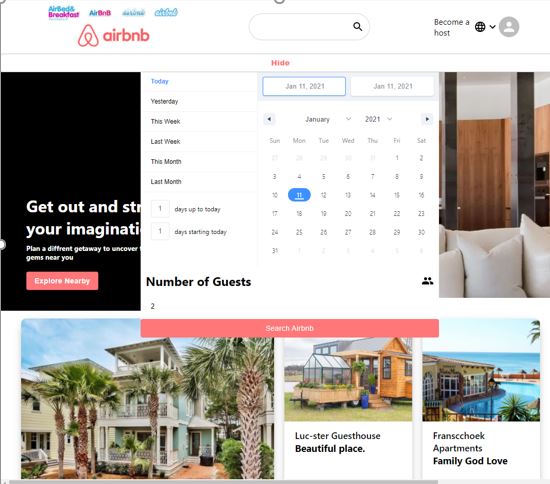 AirBed&
Breakfast
AirBnB
airbnb
airbnb
airbnb
Become a
host
Hide
Today
Yesterday
This Week
Last Week
This Month
Last Month
1 days up to today
1 days starting today
Jan 11, 2021
Jan 11, 2021
January 2021
Sun Mon Tue Wed Thu Fri Sat
27 28 29 30 31 1 2
3 4 5 6 7 8 9
10 11 12 13 14 15 16
17 18 19 20 21 22 23
24 25 26 27 28 29 30
31 1 2 3 4 5 6
Get out and str
your imaginati
Plan a diffrent getaway to uncover t
gems near you
Explore Nearby
Number of Guests
2
Search Airbnb
Luc-ster Guesthouse
Beautiful place.
Franscchoek
Apartments
Family God Love